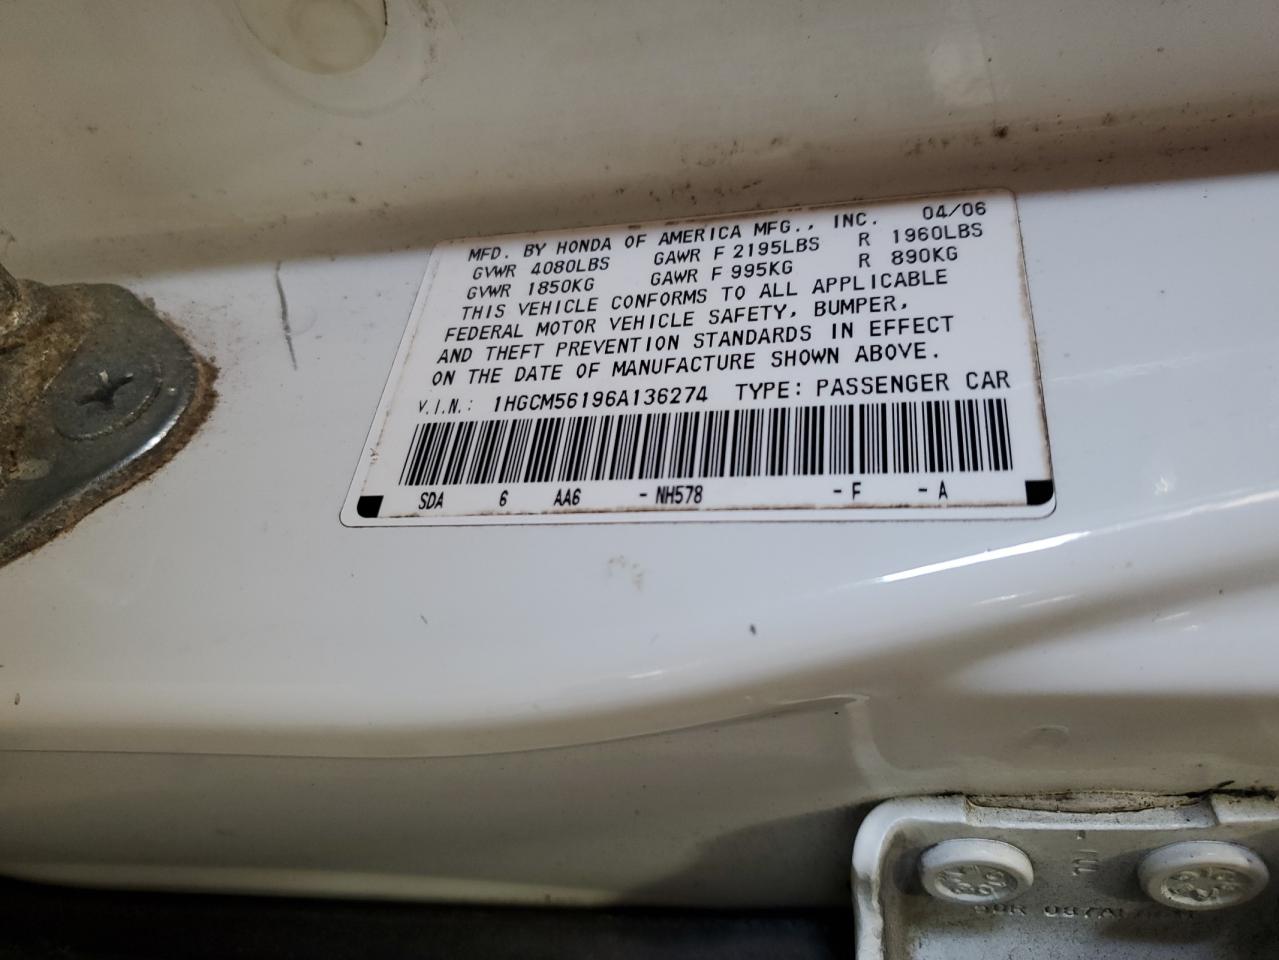 MFD. BY HONDA OF AMERICA MFG., INC. 04/06
GVWR 4080LBS GAWR F 2195LBS R 1960LBS
GVWR 1850KG GAWR F 995KG R 890KG
THIS VEHICLE CONFORMS TO ALL APPLICABLE
FEDERAL MOTOR VEHICLE SAFETY, BUMPER,
AND THEFT PREVENTION STANDARDS IN EFFECT
ON THE DATE OF MANUFACTURE SHOWN ABOVE.
V.I.N.: 1HGCM56196A136274 TYPE: PASSENGER CAR
SDA 6 AA6 -NH578 -F -A